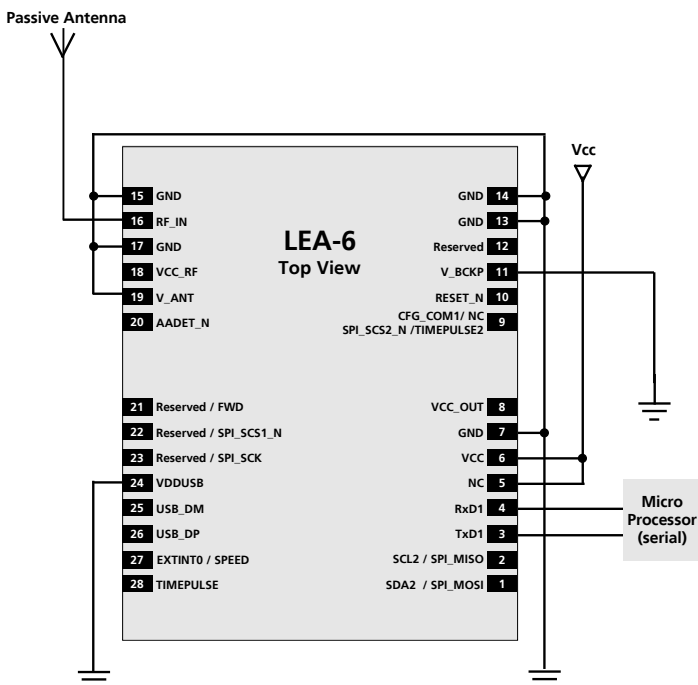 Passive Antenna
Vcc
LEA-6
Top View
15 GND
16 RF_IN
17 GND
18 VCC_RF
19 V_ANT
20 AADET_N
21 Reserved / FWD
22 Reserved / SPI_SCS1_N
23 Reserved / SPI_SCK
24 VDDUSB
25 USB_DM
26 USB_DP
27 EXTINT0 / SPEED
28 TIMEPULSE
GND 14
GND 13
Reserved 12
V_BCKP 11
RESET_N 10
CFG_COM1/ NC
SPI_SCS2_N /TIMEPULSE2 9
VCC_OUT 8
GND 7
VCC 6
NC 5
RxD1 4
TxD1 3
SCL2 / SPI_MISO 2
SDA2 / SPI_MOSI 1
Micro
Processor
(serial)